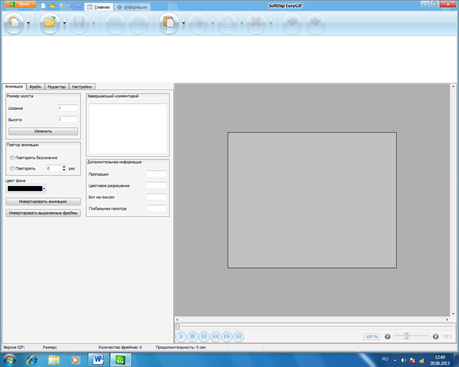 Главная
Информация
SoftDigi EasyGIF
Анимация Фрейм Редактор Настройки
Размер холста
Ширина 0
Высота 0
Изменить
Повтор анимации
Повторять бесконечно
Повторять 0 раз
Цвет фона
Инвертировать анимацию
Инвертировать выделенные фреймы
Завершающий комментарий
Дополнительная информация
Пропорции
Цветовое разрешение
Бит на пиксел
Глобальная палитра
100 %
Версия GIF: Размер: Количество фреймов: 0 Продолжительность: 0 сек
RU
12:49
30.06.2013